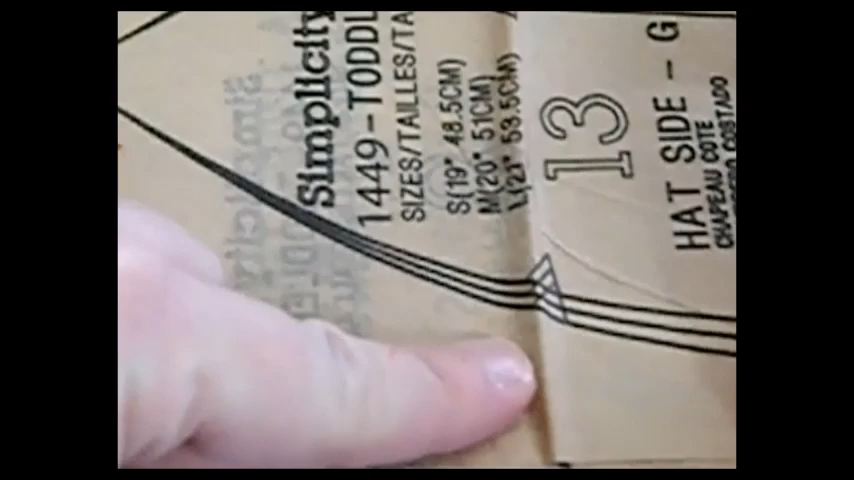 Simplicity
1449-TODDL
SIZES/TAILLES/TA
S(19" 48.5CM)
M(20" 51CM)
L(21" 53.5CM)
13
HAT SIDE - G
CHAPEAU COTE
COSTADO